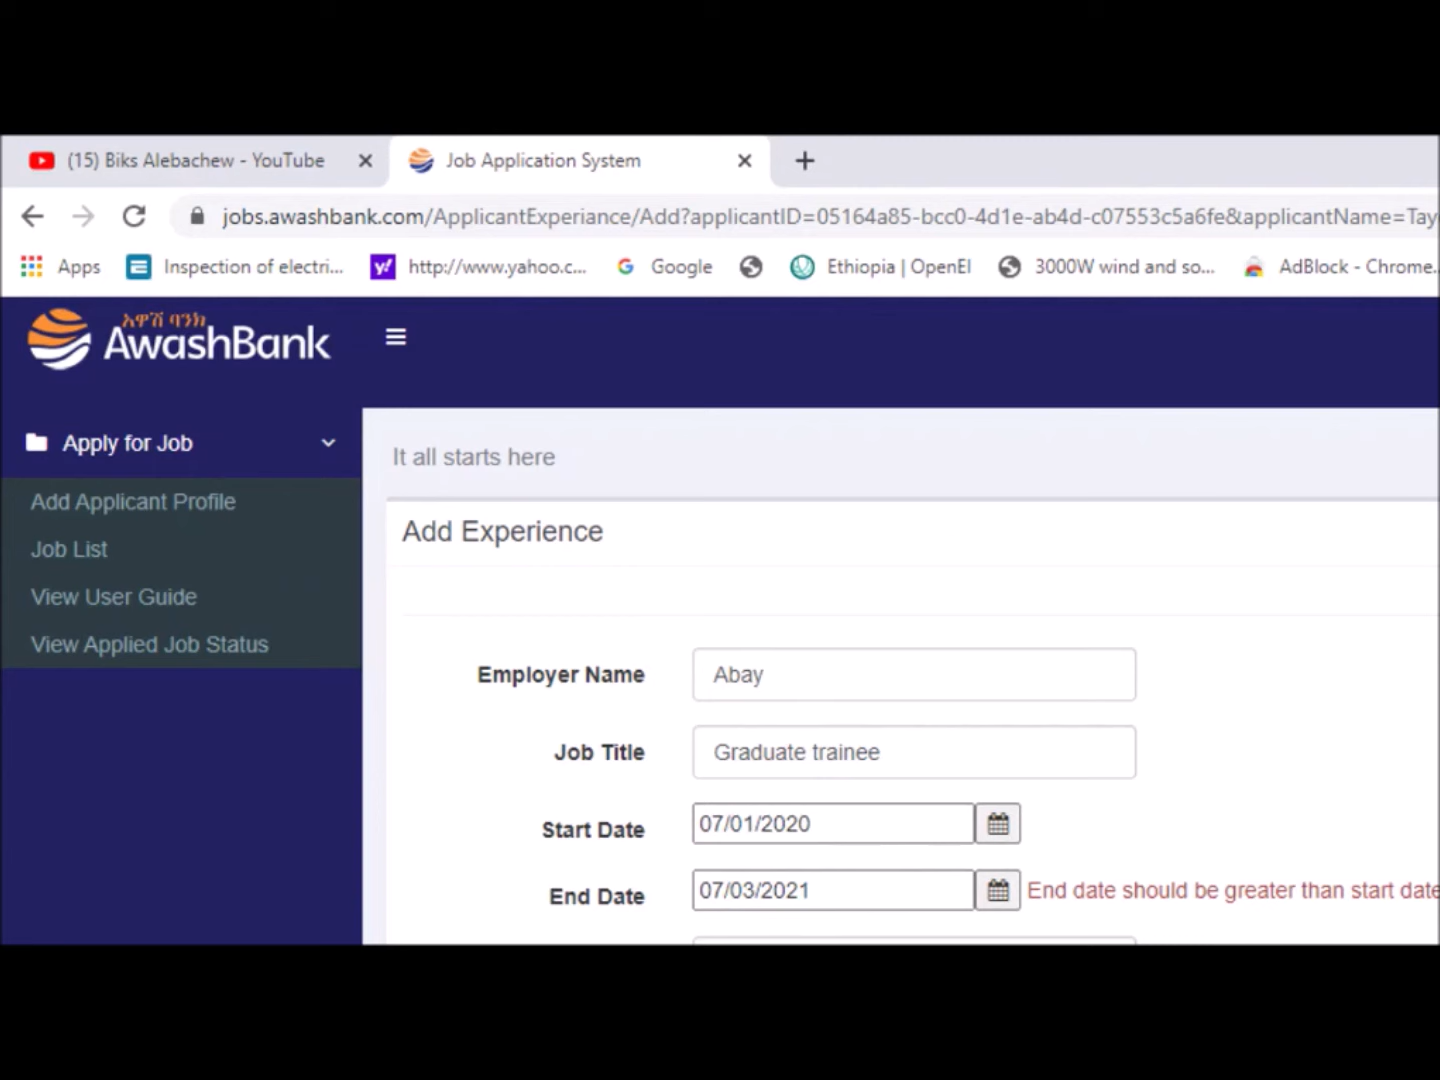 (15) Biks Alebachew - YouTube
Job Application System
jobs.awashbank.com/ApplicantExperiance/Add?applicantID=05164a85-bcc0-4d1e-ab4d-c07553c5a6fe&applicantName=Tay
Apps
Inspection of electri...
http://www.yahoo.c...
Google
Ethiopia | OpenEI
3000W wind and so...
AdBlock - Chrome...
አዋሽ ባንክ
AwashBank
Apply for Job
Add Applicant Profile
Job List
View User Guide
View Applied Job Status
It all starts here
Add Experience
Employer Name
Abay
Job Title
Graduate trainee
Start Date
07/01/2020
End Date
07/03/2021
End date should be greater than start date